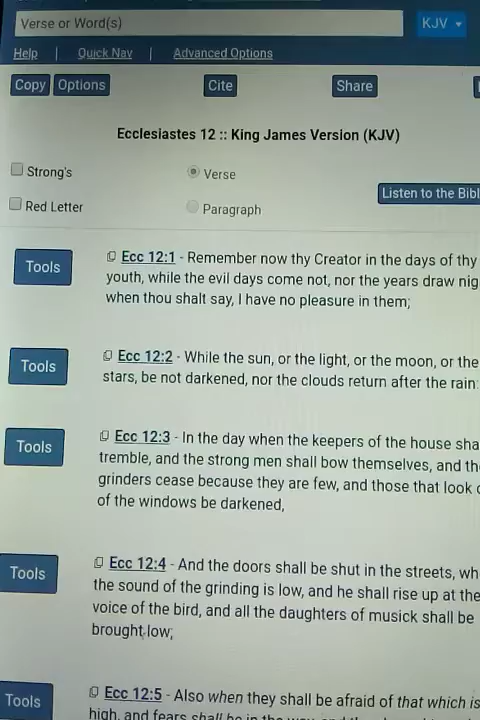 Verse or Word(s)
KJV
Help | Quick Nav | Advanced Options
Copy Options Cite Share
Ecclesiastes 12 :: King James Version (KJV)
Strong's Verse
Listen to the Bibl
Red Letter Paragraph
Tools Ecc 12:1 - Remember now thy Creator in the days of thy
youth, while the evil days come not, nor the years draw nig
when thou shalt say, I have no pleasure in them;
Tools Ecc 12:2 - While the sun, or the light, or the moon, or the
stars, be not darkened, nor the clouds return after the rain:
Tools Ecc 12:3 - In the day when the keepers of the house sha
tremble, and the strong men shall bow themselves, and th
grinders cease because they are few, and those that look o
of the windows be darkened,
Tools Ecc 12:4 - And the doors shall be shut in the streets, wh
the sound of the grinding is low, and he shall rise up at the
voice of the bird, and all the daughters of musick shall be
brought low;
Tools Ecc 12:5 - Also when they shall be afraid of that which is
high, and fears shall be in the way, and the